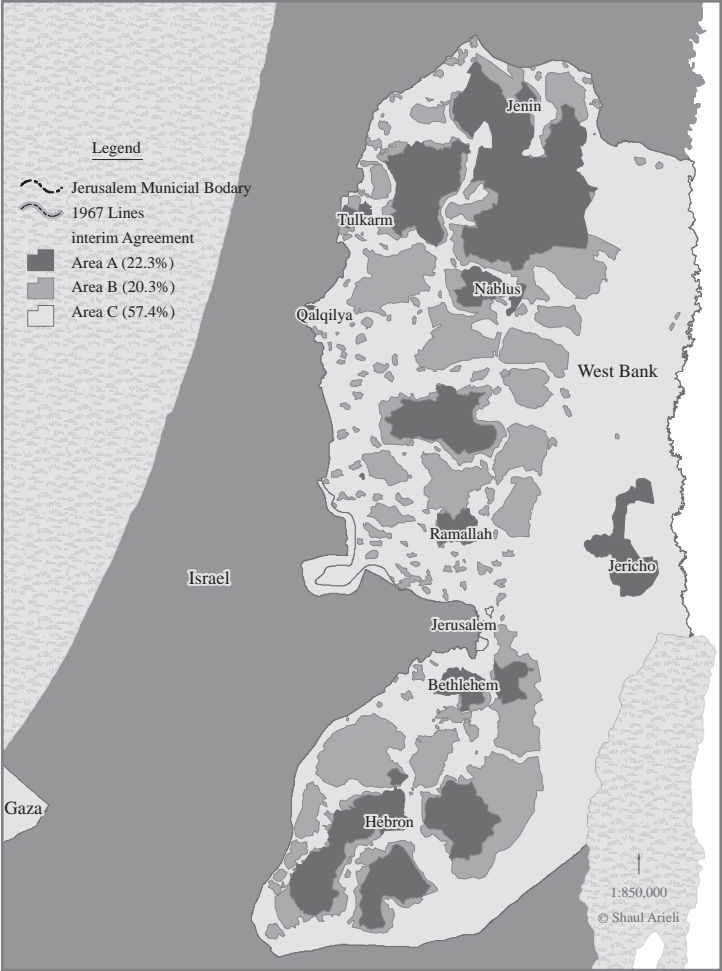 Legend
Jerusalem Municial Bodary
1967 Lines
interim Agreement
Area A (22.3%)
Area B (20.3%)
Area C (57.4%)
Jenin
Tulkarm
Nablus
Qalqilya
West Bank
Ramallah
Jericho
Israel
Jerusalem
Bethlehem
Gaza
Hebron
1:850,000
© Shaul Arieli